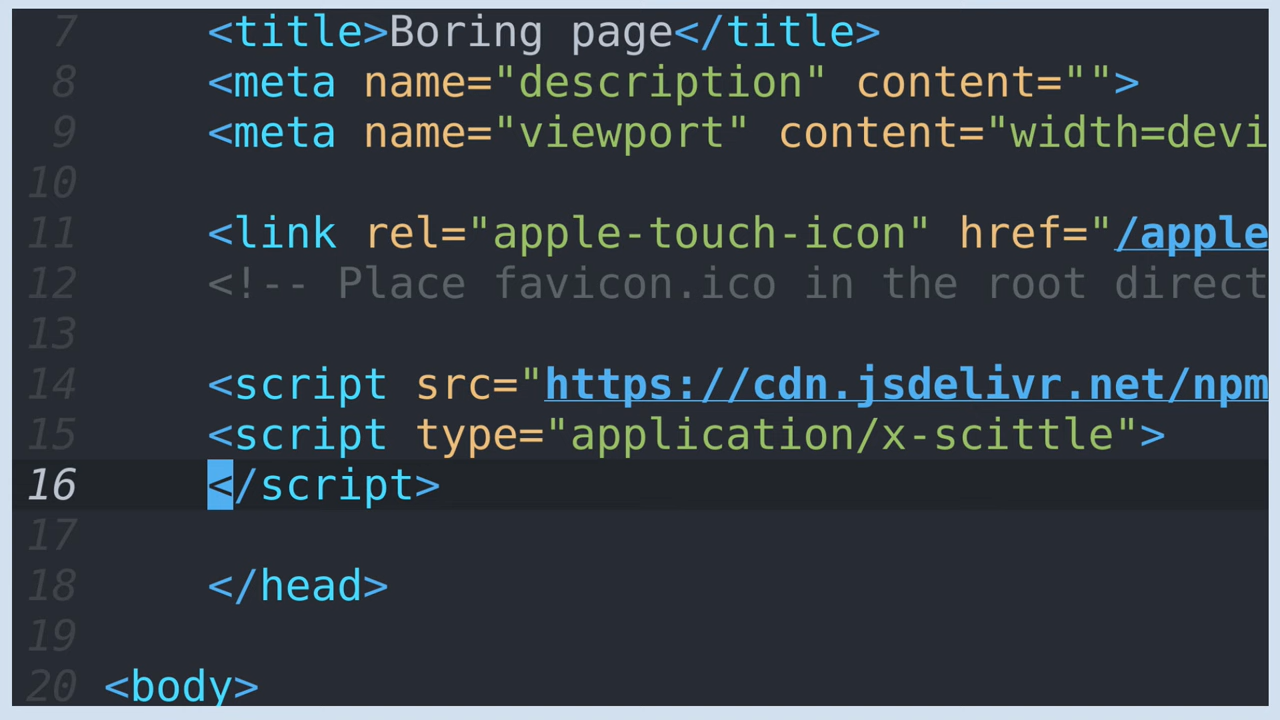 7 <title>Boring page</title>
8 <meta name="description" content="">
9 <meta name="viewport" content="width=devi
10
11 <link rel="apple-touch-icon" href="/apple
12 <!-- Place favicon.ico in the root direct
13
14 <script src="https://cdn.jsdelivr.net/npm
15 <script type="application/x-scittle">
16 </script>
17
18 </head>
19
20 <body>